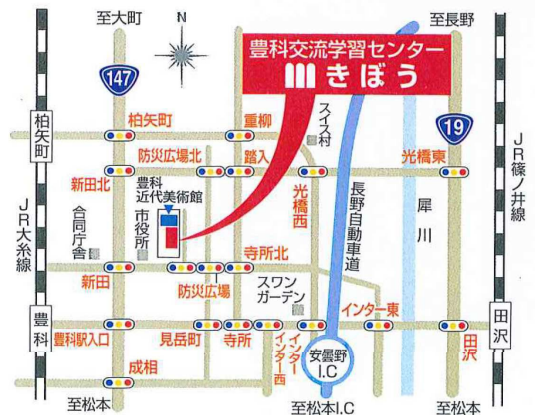 至大町
N
至長野
豊科交流学習センター
きぼう
147
19
柏矢町
柏矢町
重柳
スイス村
防災広場北
踏入
光橋東
新田北
豊科近代美術館
光橋西
長野自動車道
犀川
JR篠ノ井線
JR大糸線
合同庁舎
市役所
寺所北
新田
防災広場
スワンガーデン
インター東
豊科
豊科駅入口
見岳町
寺所
インター西
インター
安曇野I.C
田沢
田沢
成相
至松本
至松本I.C
至松本